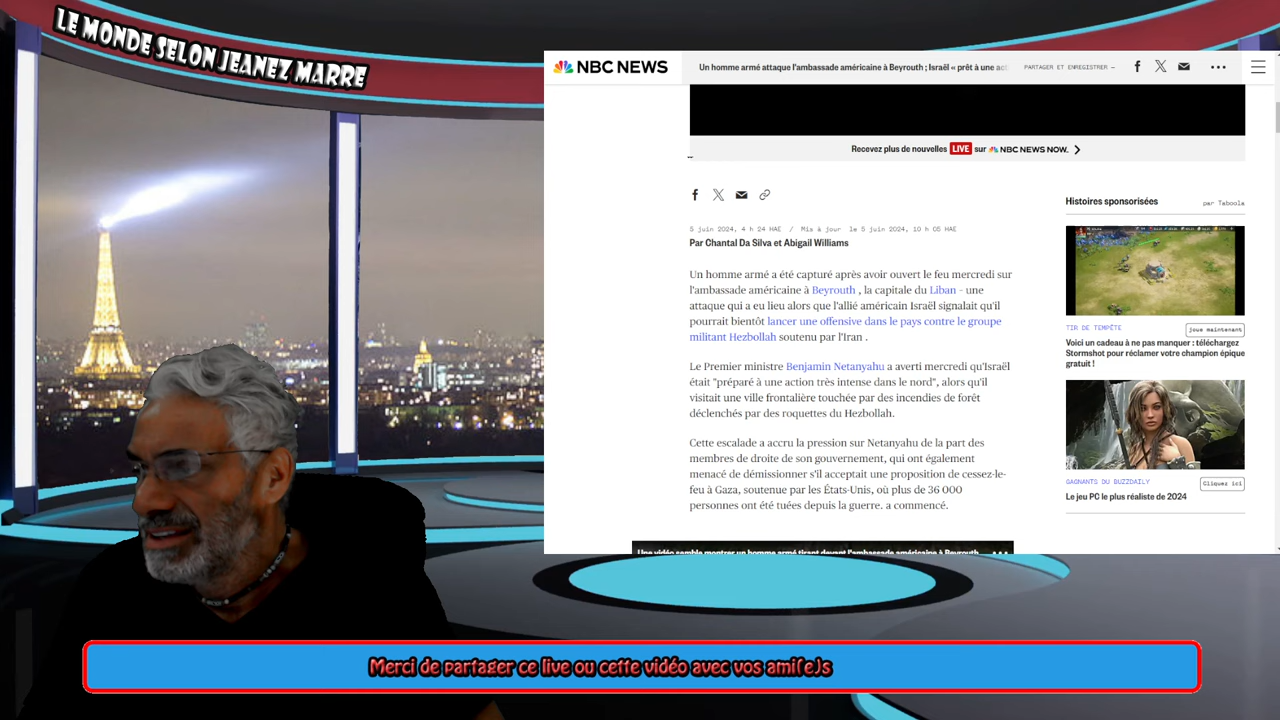 LE MONDE SELON JEANEZ MARRE
NBC NEWS
Un homme armé attaque l'ambassade américaine à Beyrouth ; Israël « prêt à une
PARTAGER ET ENREGISTRER —
Recevez plus de nouvelles LIVE sur NBC NEWS NOW.
5 juin 2024, 4 h 24 HAE / Mis à jour le 5 juin 2024, 10 h 05 HAE
Par Chantal Da Silva et Abigail Williams
Un homme armé a été capturé après avoir ouvert le feu mercredi sur
l'ambassade américaine à Beyrouth , la capitale du Liban - une
attaque qui a eu lieu alors que l'allié américain Israël signalait qu'il
pourrait bientôt lancer une offensive dans le pays contre le groupe
militant Hezbollah soutenu par l'Iran .
Le Premier ministre Benjamin Netanyahu a averti mercredi qu'Israël
était "préparé à une action très intense dans le nord", alors qu'il
visitait une ville frontalière touchée par des incendies de forêt
déclenchés par des roquettes du Hezbollah.
Cette escalade a accru la pression sur Netanyahu de la part des
membres de droite de son gouvernement, qui ont également
menacé de démissionner s'il acceptait une proposition de cessez-le-
feu à Gaza, soutenue par les États-Unis, où plus de 36 000
personnes ont été tuées depuis la guerre. a commencé.
Une vidéo semble montrer un homme armé tirant devant l'ambassade américaine à Beyrouth
Histoires sponsorisées
par Taboola
TIR DE TEMPÊTE
joue maintenant
Voici un cadeau à ne pas manquer : téléchargez
Stormshot pour réclamer votre champion épique
gratuit !
GAGNANTS DU BUZZDAILY
Cliquez ici
Le jeu PC le plus réaliste de 2024
Merci de partager ce live ou cette vidéo avec vos ami(e)s